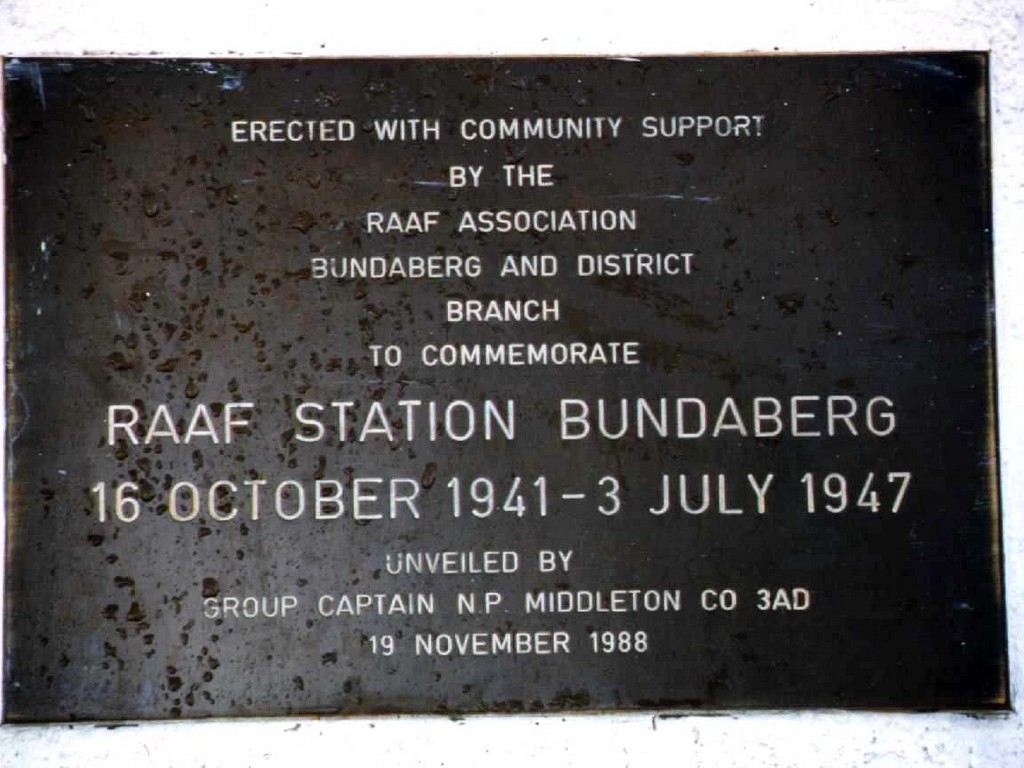 ERECTED WITH COMMUNITY SUPPORT
BY THE
RAAF ASSOCIATION
BUNDABERG AND DISTRICT
BRANCH
TO COMMEMORATE
RAAF STATION BUNDABERG
16 OCTOBER 1941-3 JULY 1947
UNVEILED BY
GROUP CAPTAIN N.P. MIDDLETON CO 3AD
19 NOVEMBER 1988